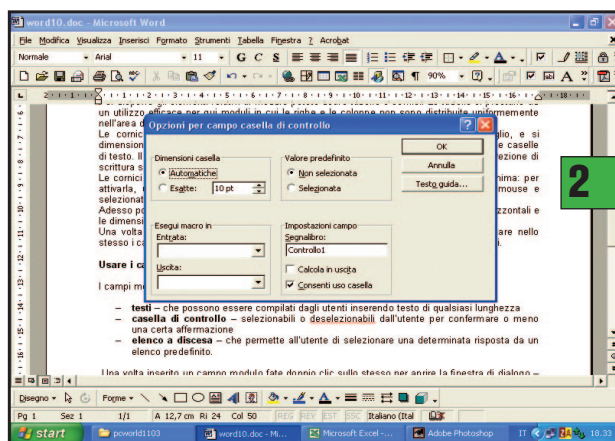 word10.doc - Microsoft Word
File Modifica Visualizza Inserisci Formato Strumenti Tabella Finestra ? Acrobat
Normale Arial 11 G C S
90%
un utilizzo efficace per qui moduli in cui le righe e le colonne non sono distribuite uniformemente
nell'area d
Le cornic glio, e si
dimension e caselle
di testo. Il ezione di
scrittura s
Le cornici nima: per
attivarla, mouse e
selezionat
Adesso po zzontali e
le dimensi
Una volta are nello
stesso i ca i.
Usare i ca
I campi mo
Opzioni per campo casella di controllo
Dimensioni casella
Automatiche
Esatte: 10 pt
Valore predefinito
Non selezionata
Selezionata
OK
Annulla
Testo guida...
Esegui macro in
Entrata:
Uscita:
Impostazioni campo
Segnalibro:
Controllo1
Calcola in uscita
Consenti uso casella
2
– testi – che possono essere compilati dagli utenti inserendo testo di qualsiasi lunghezza
– casella di controllo – selezionabili o deselezionabili dall'utente per confermare o meno
una certa affermazione
– elenco a discesa – che permette all'utente di selezionare una determinata risposta da un
elenco predefinito.
Una volta inserito un campo modulo fate doppio clic sullo stesso per aprire la finestra di dialogo –
Disegno Forme
Pg 1 Sez 1 1/1 A 12,7 cm Ri 24 Col 50 REG REV EST SSC Italiano (Ital
start pcworld1103 word10.doc - Mi... Microsoft Excel -... Adobe Photoshop IT 18.33